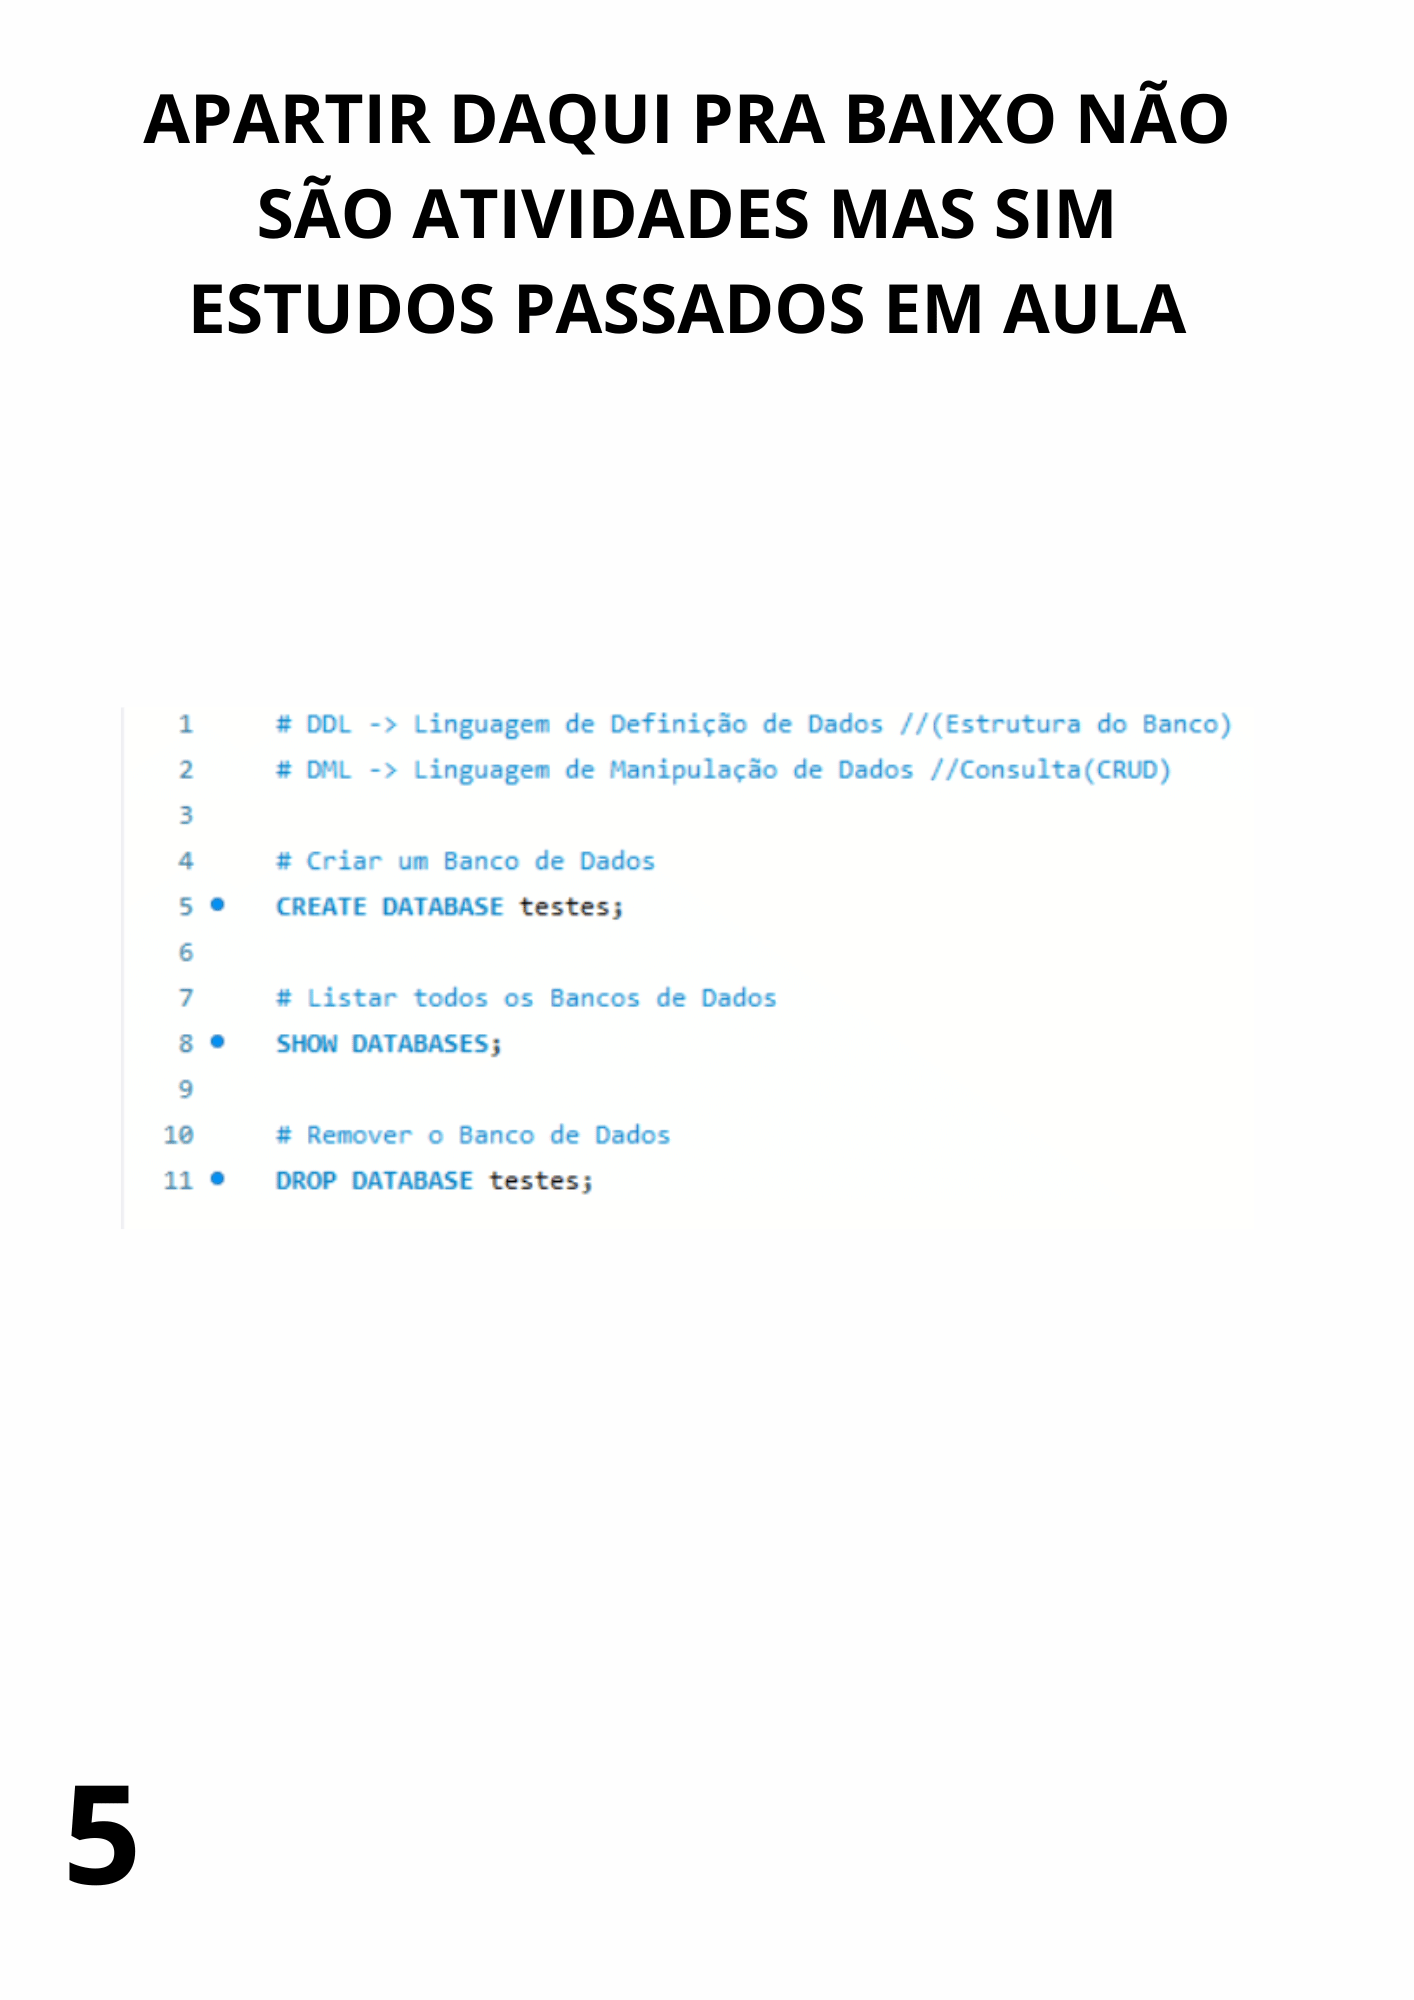 APARTIR DAQUI PRA BAIXO NÃO
SÃO ATIVIDADES MAS SIM
ESTUDOS PASSADOS EM AULA
1 # DDL -> Linguagem de Definição de Dados //(Estrutura do Banco)
2 # DML -> Linguagem de Manipulação de Dados //Consulta(CRUD)
3
4 # Criar um Banco de Dados
5 CREATE DATABASE testes;
6
7 # Listar todos os Bancos de Dados
8 SHOW DATABASES;
9
10 # Remover o Banco de Dados
11 DROP DATABASE testes;
5